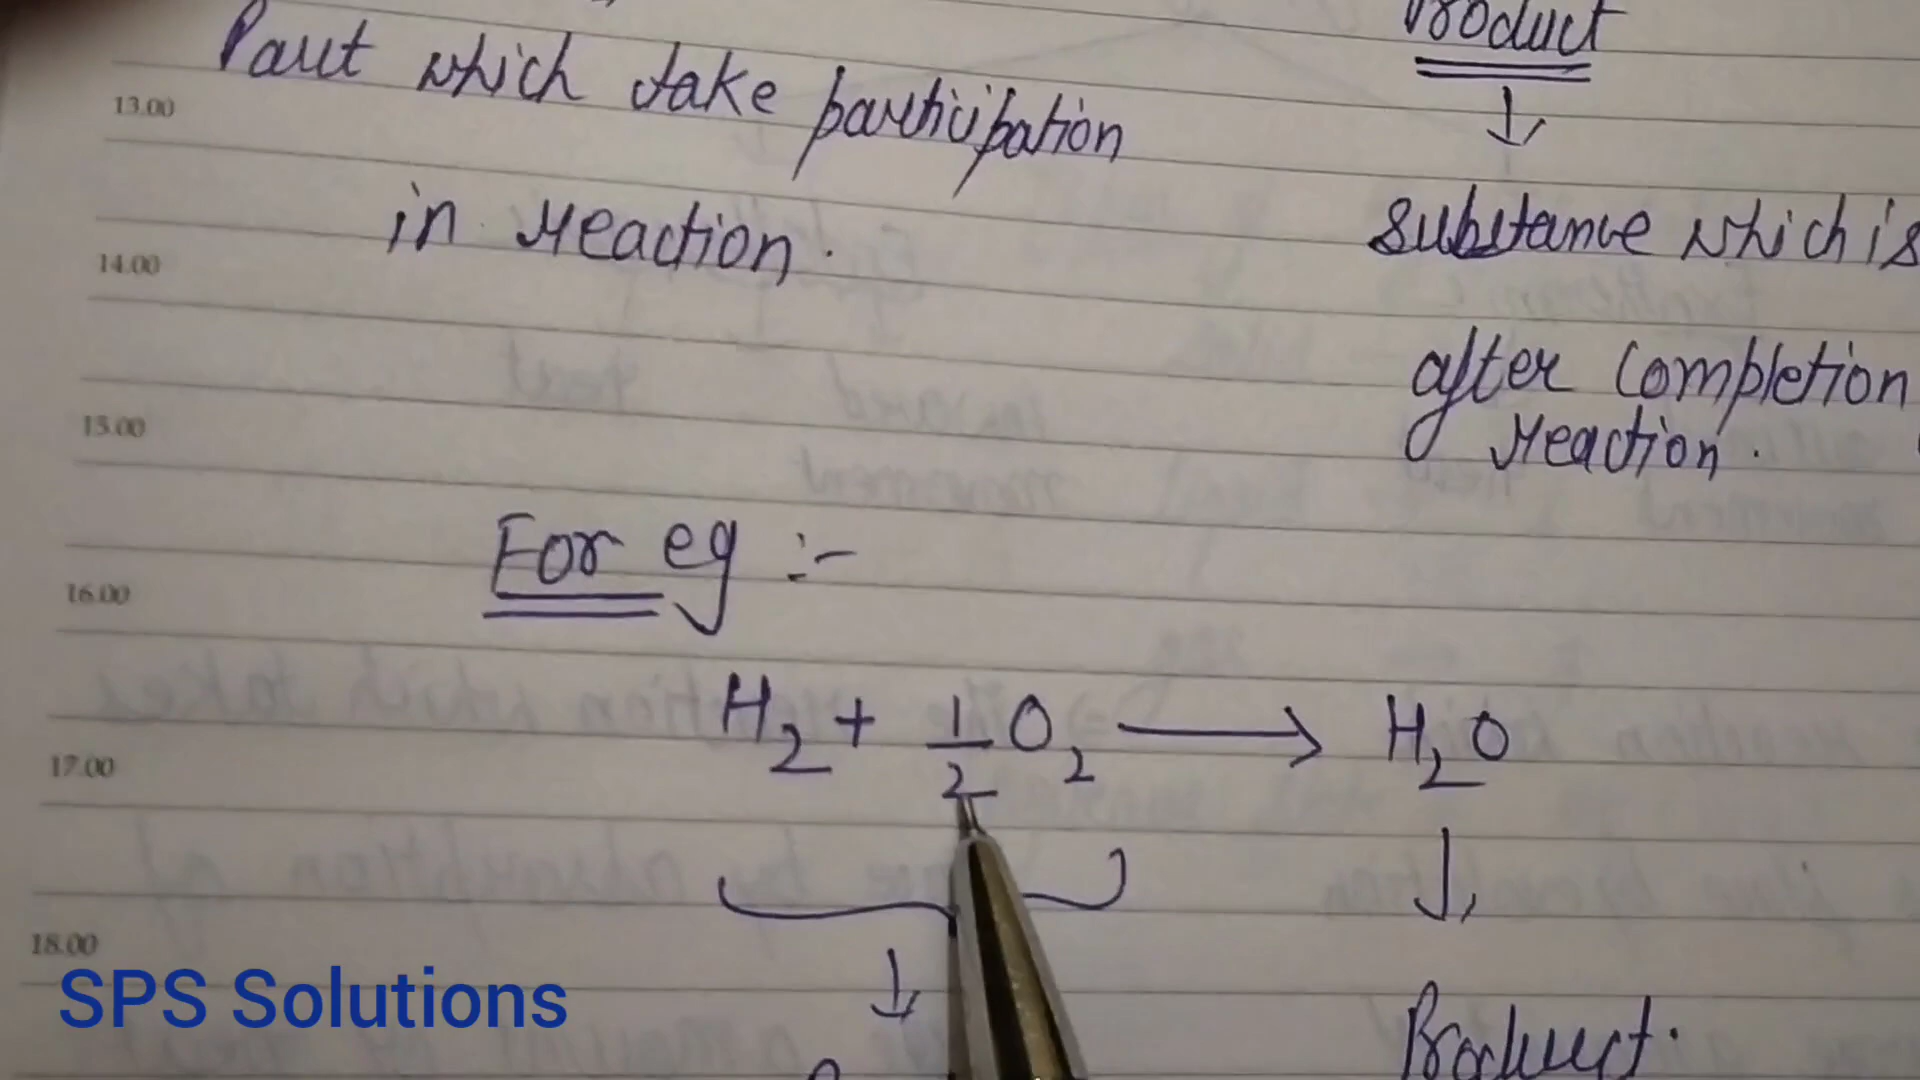 Product
Part which take participation
13.00
in reaction.
substance which is
14.00
after completion
reaction.
15.00
For eg :-
16.00
H₂ + 1/2 O₂ → H₂O
17.00
18.00
SPS Solutions
Product.